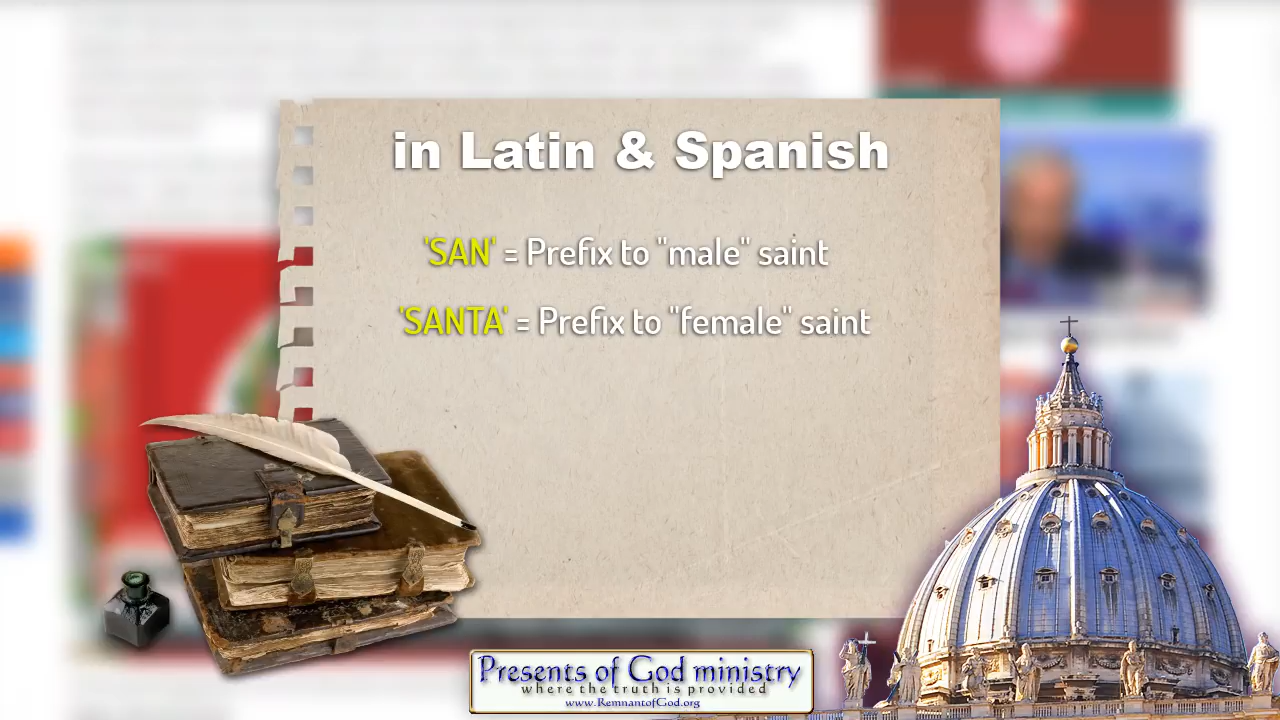 in Latin & Spanish
'SAN' = Prefix to "male" saint
'SANTA' = Prefix to "female" saint
Presents of God ministry
where the truth is provided
www.RemnantofGod.org